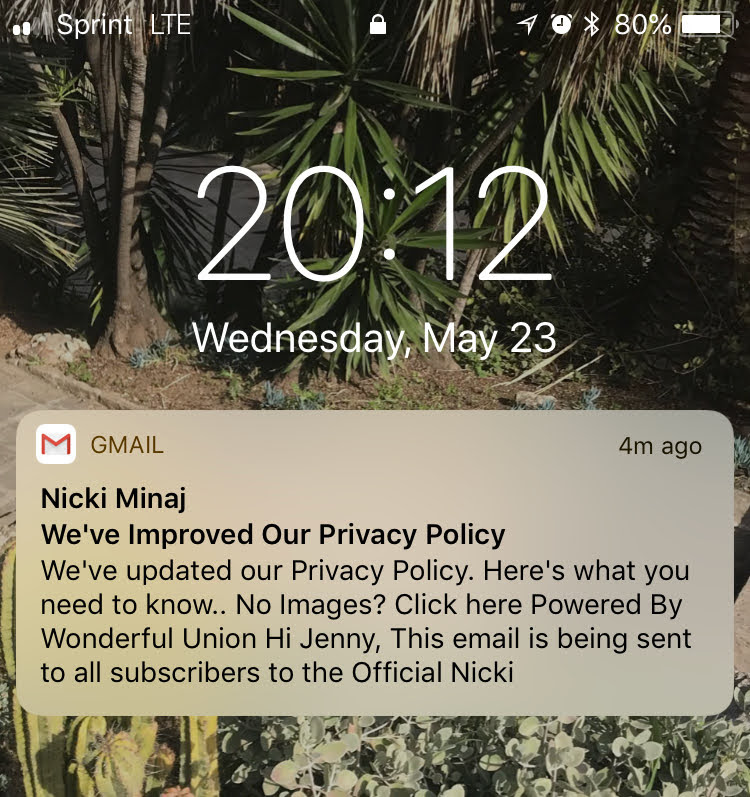 Sprint LTE 80%
20:12
Wednesday, May 23
GMAIL 4m ago
Nicki Minaj
We've Improved Our Privacy Policy
We've updated our Privacy Policy. Here's what you
need to know.. No Images? Click here Powered By
Wonderful Union Hi Jenny, This email is being sent
to all subscribers to the Official Nicki